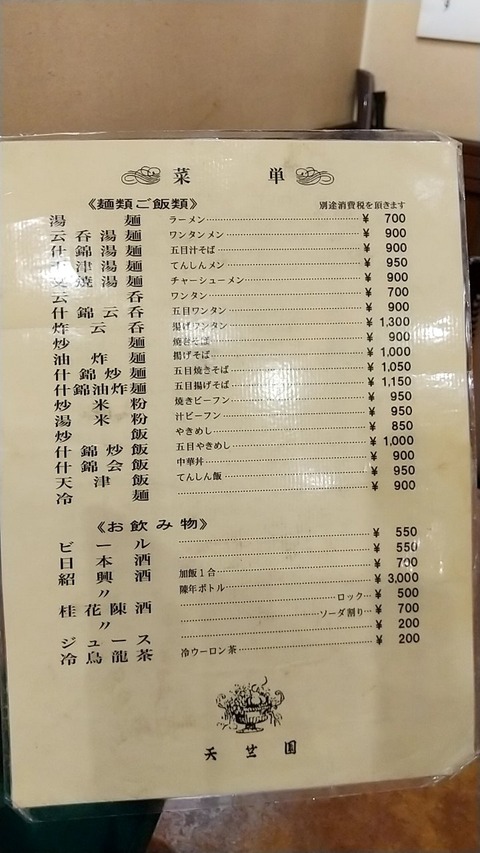 菜 単
《麺類ご飯類》 別途消費税を頂きます
湯麺 ラーメン ¥ 700
云呑湯麺 ワンタンメン ¥ 900
什錦湯麺 五目汁そば ¥ 900
津湯麺 てんしんメン ¥ 950
焼湯麺 チャーシューメン ¥ 900
云呑 ワンタン ¥ 700
什錦云呑 五目ワンタン ¥ 900
炸云呑 揚げワンタン ¥ 1,300
炒麺 焼きそば ¥ 900
油炸麺 揚げそば ¥ 1,000
什錦炒麺 五目焼きそば ¥ 1,050
什錦油炸麺 五目揚げそば ¥ 1,150
炒米粉 焼きビーフン ¥ 950
湯米粉 汁ビーフン ¥ 950
炒飯 やきめし ¥ 850
什錦炒飯 五目やきめし ¥ 1,000
什錦会飯 中華丼 ¥ 900
天津飯 てんしん飯 ¥ 950
冷麺 ¥ 900
《お飲み物》
ビール ¥ 550
日本酒 ¥ 550
紹興酒 加飯1合 ¥ 700
〃 陳年ボトル ¥ 3,000
桂花陳酒 ロック ¥ 500
〃 ソーダ割り ¥ 700
ジュース ¥ 200
冷烏龍茶 冷ウーロン茶 ¥ 200
天竺園